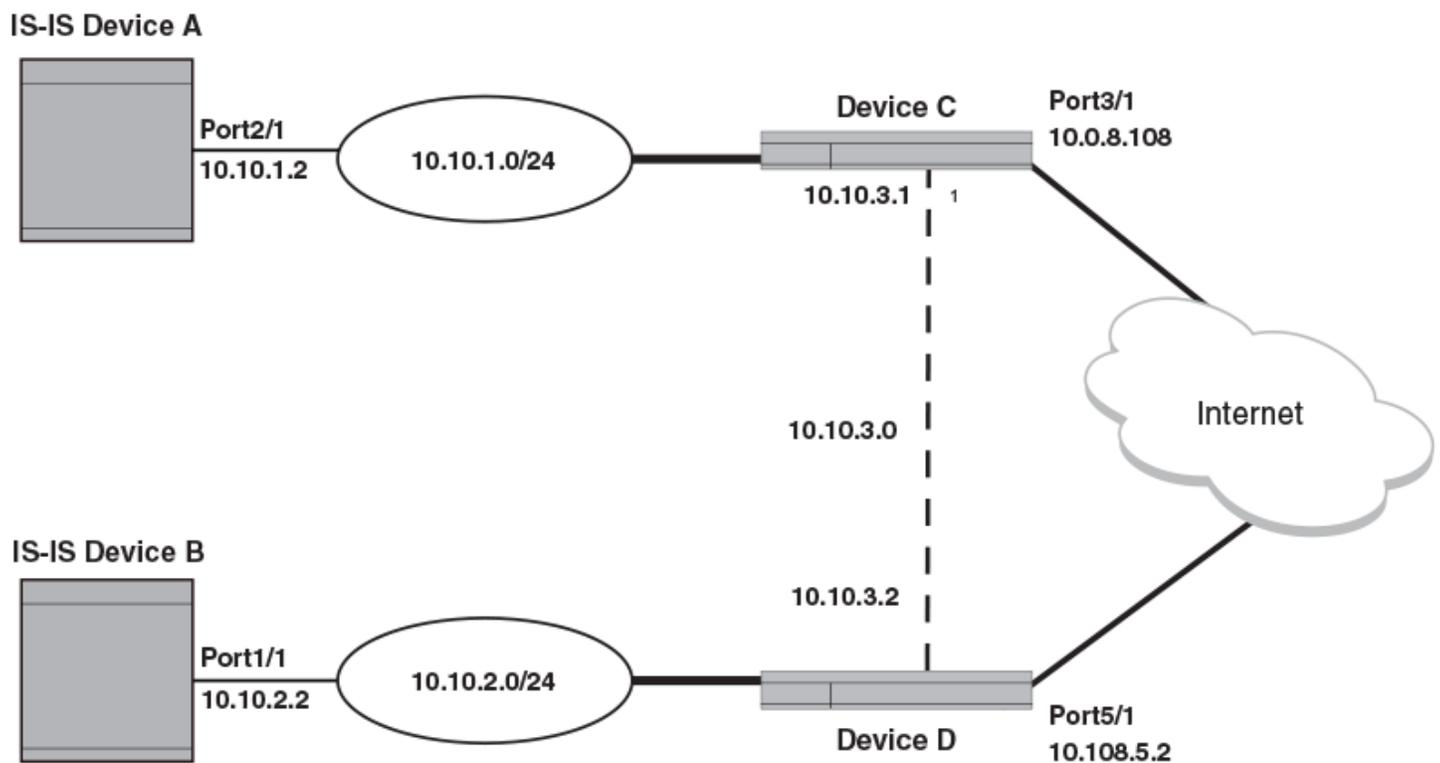 IS-IS Device A
Port2/1
10.10.1.2
10.10.1.0/24
Device C
10.10.3.1
1
Port3/1
10.0.8.108
Internet
10.10.3.0
10.10.3.2
IS-IS Device B
Port1/1
10.10.2.2
10.10.2.0/24
Device D
Port5/1
10.108.5.2